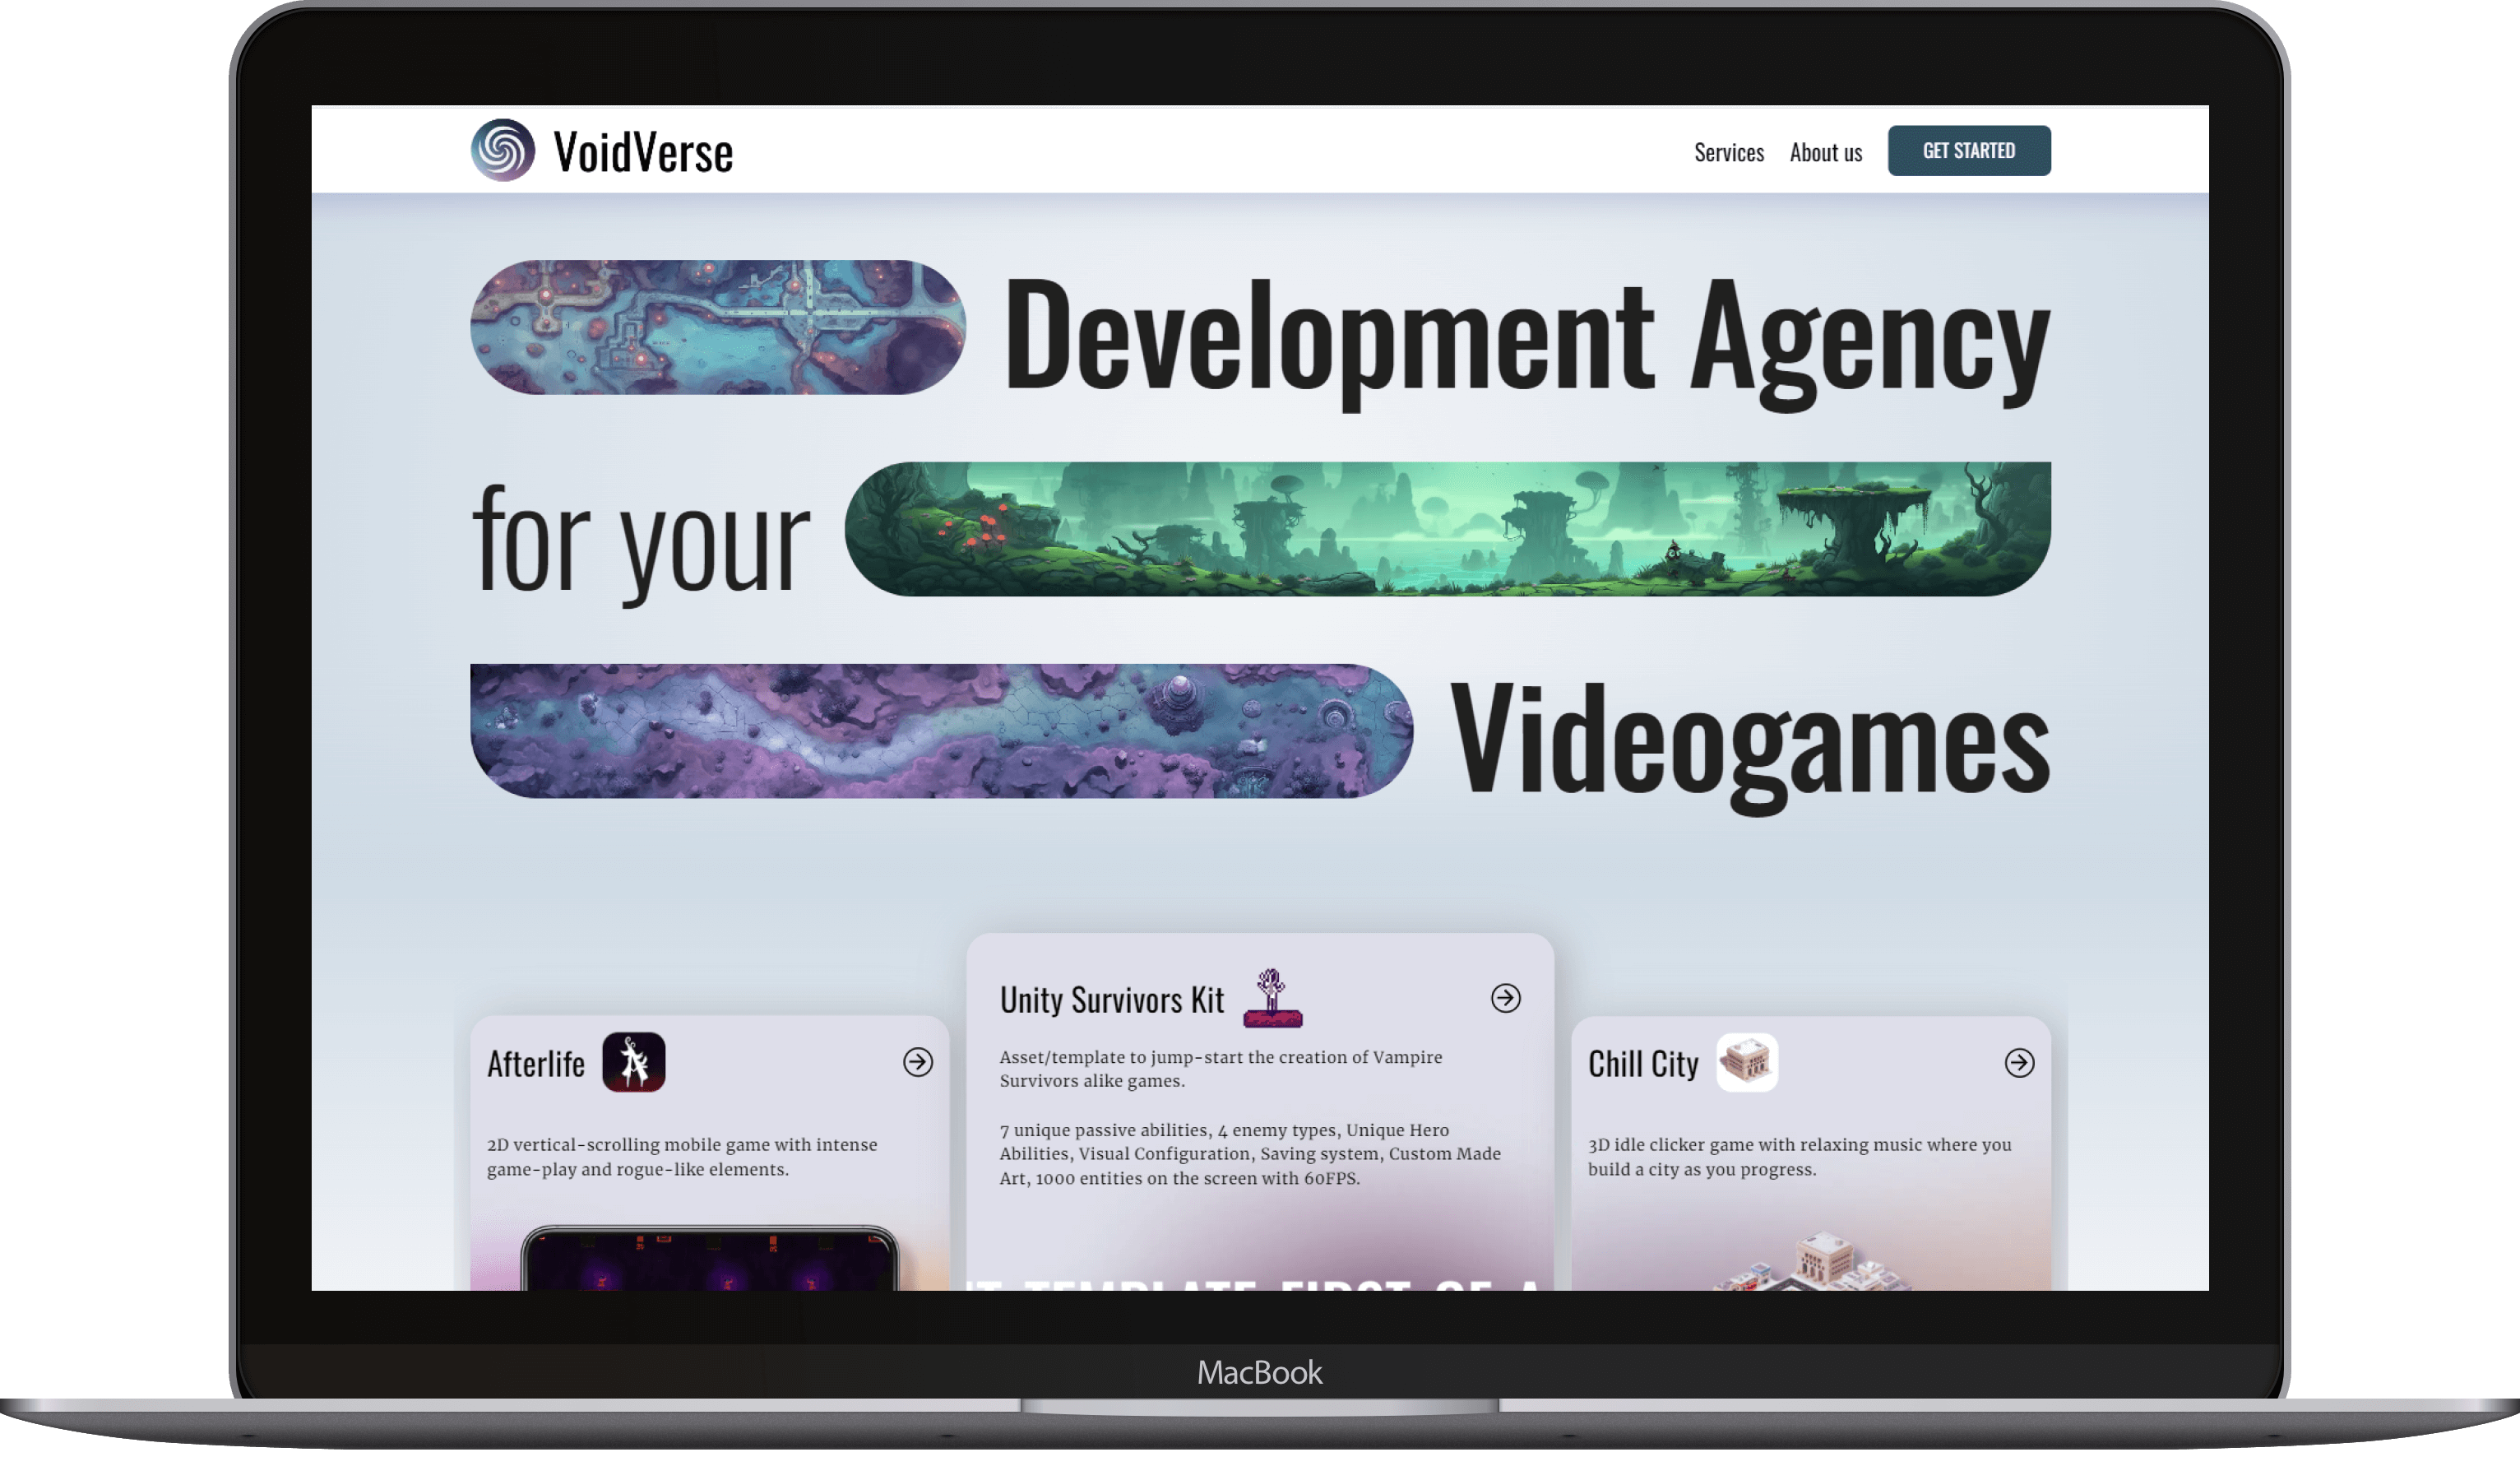 VoidVerse
Services
About us
GET STARTED
Development Agency
for your
Videogames
Unity Survivors Kit
Asset/template to jump-start the creation of Vampire
Survivors alike games.
7 unique passive abilities, 4 enemy types, Unique Hero
Abilities, Visual Configuration, Saving system, Custom Made
Art, 1000 entities on the screen with 60FPS.
TEMPLATE FIRST OF A
Afterlife
2D vertical-scrolling mobile game with intense
game-play and rogue-like elements.
Chill City
3D idle clicker game with relaxing music where you
build a city as you progress.
MacBook